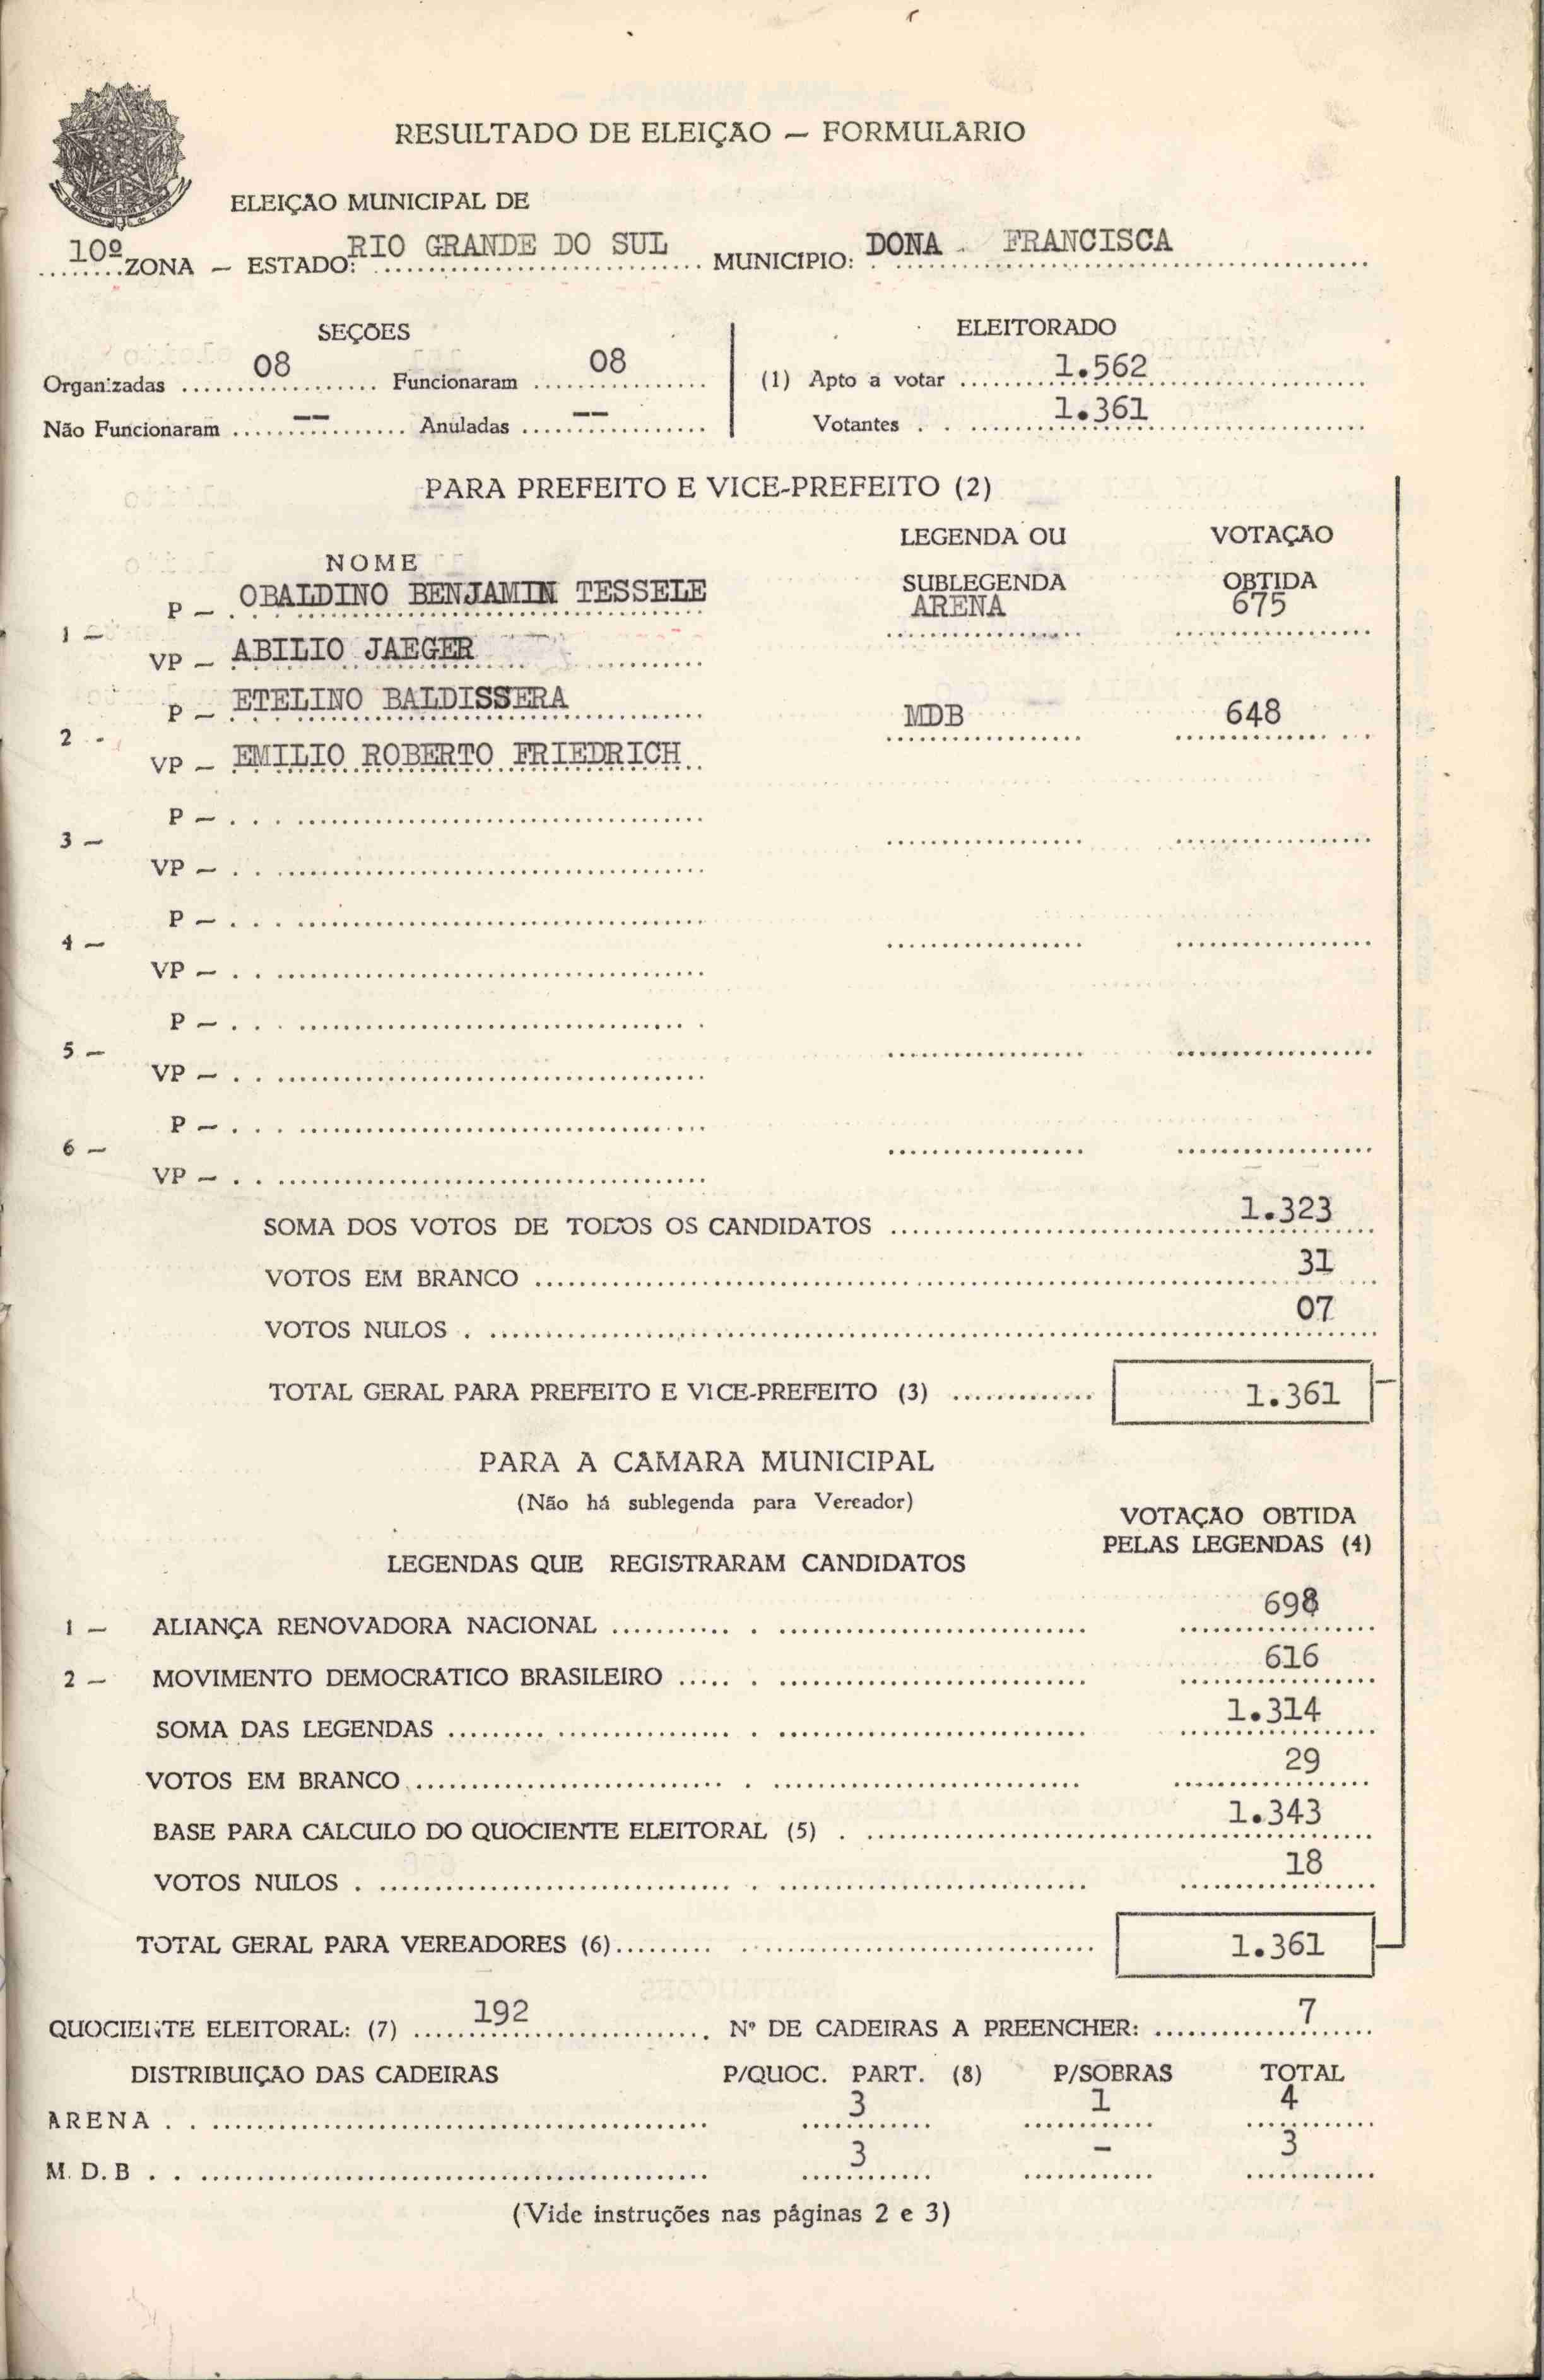 RESULTADO DE ELEIÇÃO — FORMULARIO
ELEIÇÃO MUNICIPAL DE
10º ZONA — ESTADO: RIO GRANDE DO SUL MUNICIPIO: DONA FRANCISCA
SEÇÕES ELEITORADO
Organizadas 08 Funcionaram 08 (1) Apto a votar 1.562
Não Funcionaram -- Anuladas -- Votantes 1.361
PARA PREFEITO E VICE-PREFEITO (2)
NOME LEGENDA OU SUBLEGENDA VOTAÇÃO OBTIDA
1 — P — OBALDINO BENJAMIN TESSELE ARENA 675
VP — ABILIO JAEGER
2 - P — ETELINO BALDISSERA MDB 648
VP — EMILIO ROBERTO FRIEDRICH
3 — P —
VP —
4 — P —
VP —
5 — P —
VP —
6 — P —
VP —
SOMA DOS VOTOS DE TODOS OS CANDIDATOS 1.323
VOTOS EM BRANCO 31
VOTOS NULOS 07
TOTAL GERAL PARA PREFEITO E VICE-PREFEITO (3) 1.361
PARA A CAMARA MUNICIPAL
(Não há sublegenda para Vereador)
LEGENDAS QUE REGISTRARAM CANDIDATOS VOTAÇÃO OBTIDA PELAS LEGENDAS (4)
1 — ALIANÇA RENOVADORA NACIONAL 698
2 — MOVIMENTO DEMOCRATICO BRASILEIRO 616
SOMA DAS LEGENDAS 1.314
VOTOS EM BRANCO 29
BASE PARA CALCULO DO QUOCIENTE ELEITORAL (5) 1.343
VOTOS NULOS 18
TOTAL GERAL PARA VEREADORES (6) 1.361
QUOCIENTE ELEITORAL: (7) 192 Nº DE CADEIRAS A PREENCHER: 7
DISTRIBUIÇÃO DAS CADEIRAS P/QUOC. PART. (8) P/SOBRAS TOTAL
ARENA 3 1 4
M. D. B 3 - 3
(Vide instruções nas páginas 2 e 3)